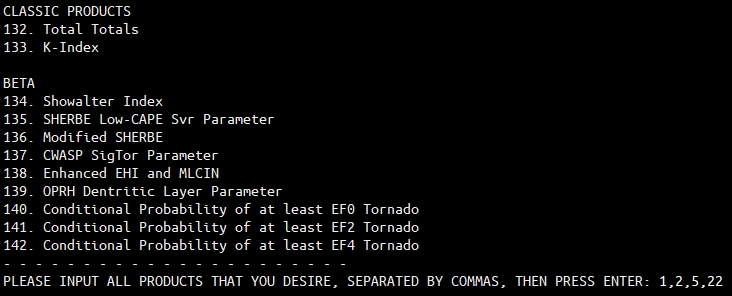 CLASSIC PRODUCTS
132. Total Totals
133. K-Index
BETA
134. Showalter Index
135. SHERBE Low-CAPE Svr Parameter
136. Modified SHERBE
137. CWASP SigTor Parameter
138. Enhanced EHI and MLCIN
139. OPRH Dentritic Layer Parameter
140. Conditional Probability of at least EF0 Tornado
141. Conditional Probability of at least EF2 Tornado
142. Conditional Probability of at least EF4 Tornado
- - - - - - - - - - - - - - - - - - - - - -
PLEASE INPUT ALL PRODUCTS THAT YOU DESIRE, SEPARATED BY COMMAS, THEN PRESS ENTER: 1,2,5,22